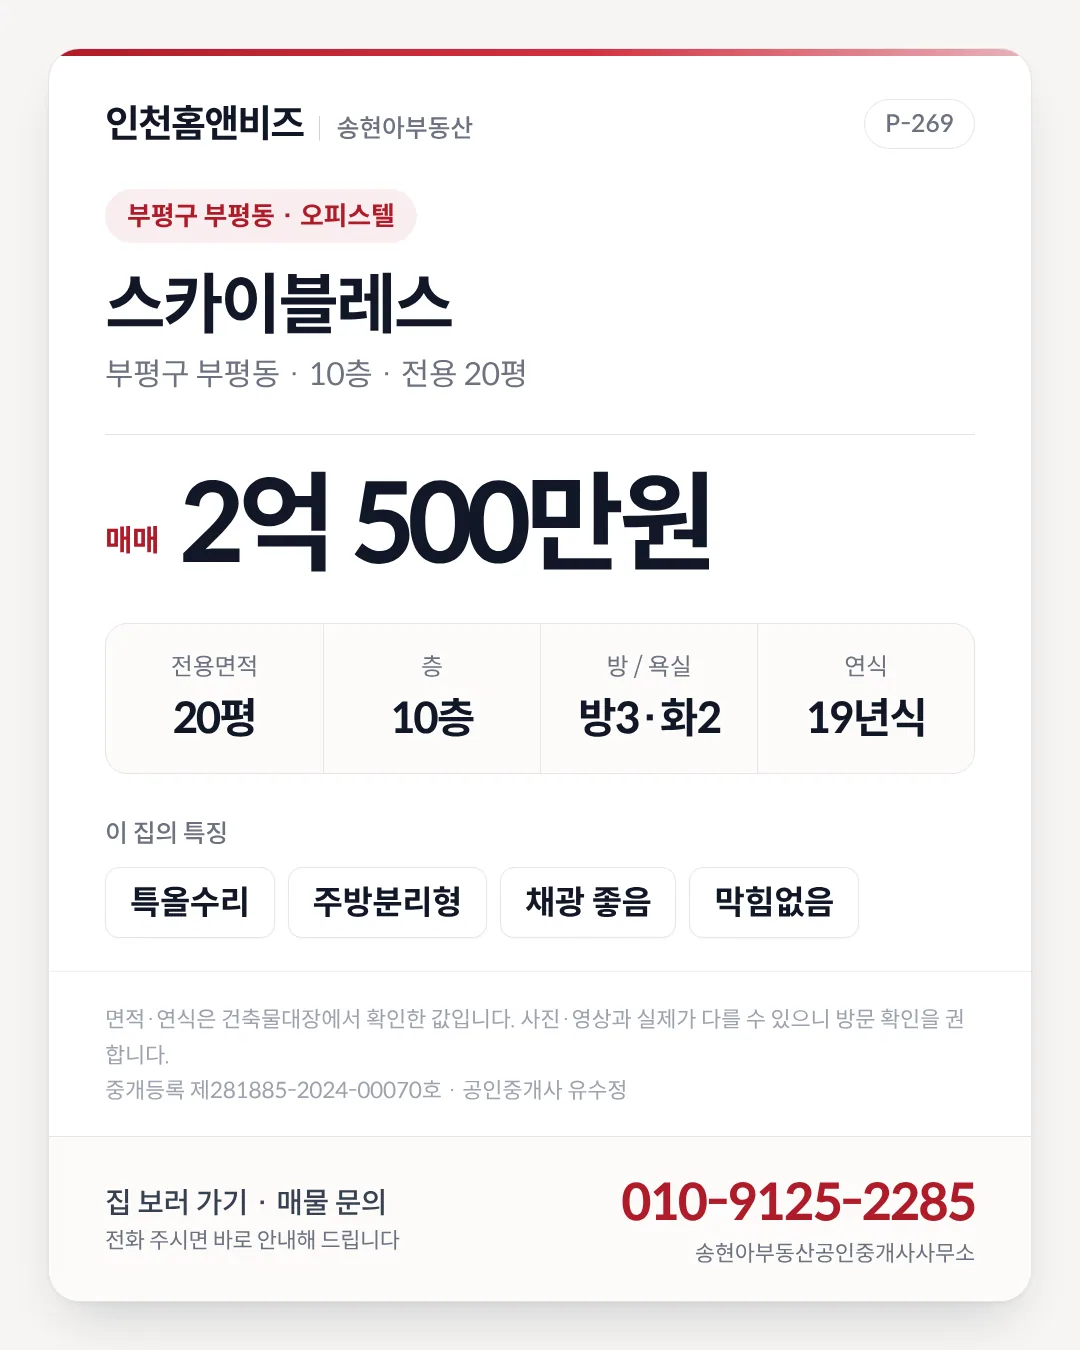 인천홈앤비즈 | 송현아부동산
P-269
부평구 부평동 · 오피스텔
스카이블레스
부평구 부평동 · 10층 · 전용 20평
매매 2억 500만원
전용면적 층 방 / 욕실 연식
20평 10층 방3·화2 19년식
이 집의 특징
특올수리 주방분리형 채광 좋음 막힘없음
면적·연식은 건축물대장에서 확인한 값입니다. 사진·영상과 실제가 다를 수 있으니 방문 확인을 권
합니다.
중개등록 제281885-2024-00070호 · 공인중개사 유수정
집 보러 가기 · 매물 문의
전화 주시면 바로 안내해 드립니다
010-9125-2285
송현아부동산공인중개사사무소